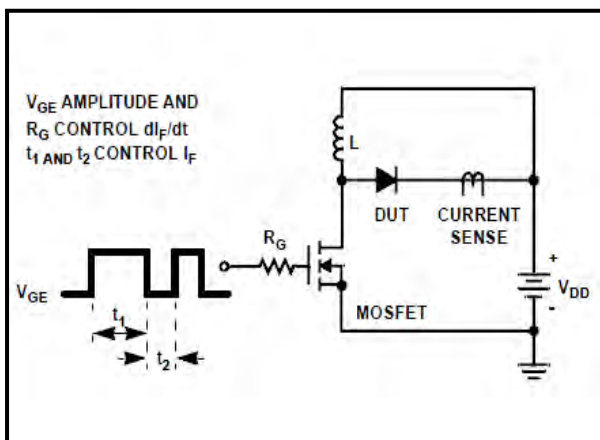 V_GE AMPLITUDE AND
R_G CONTROL dI_F/dt
t_1 AND t_2 CONTROL I_F
L
DUT
CURRENT
SENSE
R_G
+
V_DD
-
V_GE
MOSFET
t_1
t_2